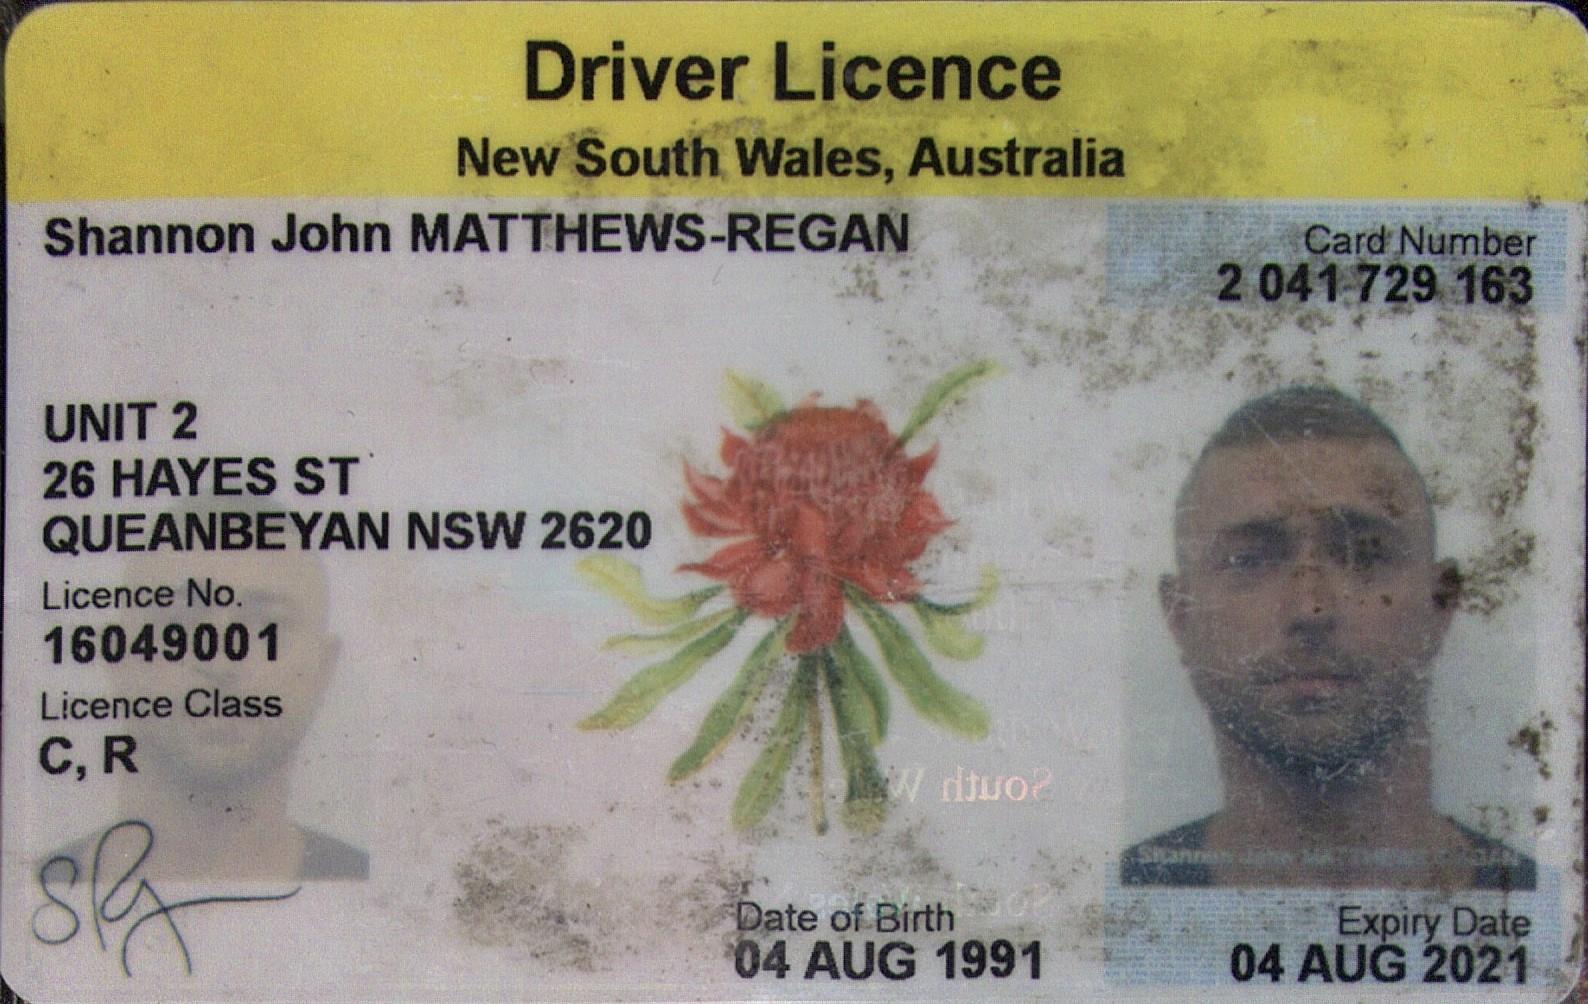 Driver Licence
New South Wales, Australia
Shannon John MATTHEWS-REGAN
Card Number
2 041 729 163
UNIT 2
26 HAYES ST
QUEANBEYAN NSW 2620
Licence No.
16049001
Licence Class
C, R
South
Date of Birth
04 AUG 1991
Expiry Date
04 AUG 2021